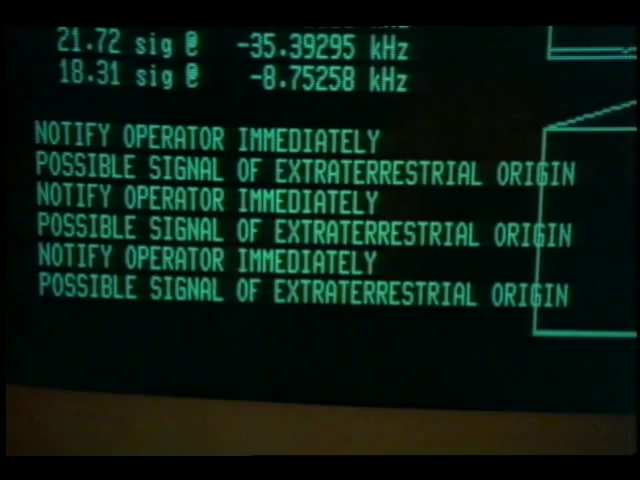 21.72 sig @ -35.39295 kHz
18.31 sig @ -8.75258 kHz
NOTIFY OPERATOR IMMEDIATELY
POSSIBLE SIGNAL OF EXTRATERRESTRIAL ORIGIN
NOTIFY OPERATOR IMMEDIATELY
POSSIBLE SIGNAL OF EXTRATERRESTRIAL ORIGIN
NOTIFY OPERATOR IMMEDIATELY
POSSIBLE SIGNAL OF EXTRATERRESTRIAL ORIGIN